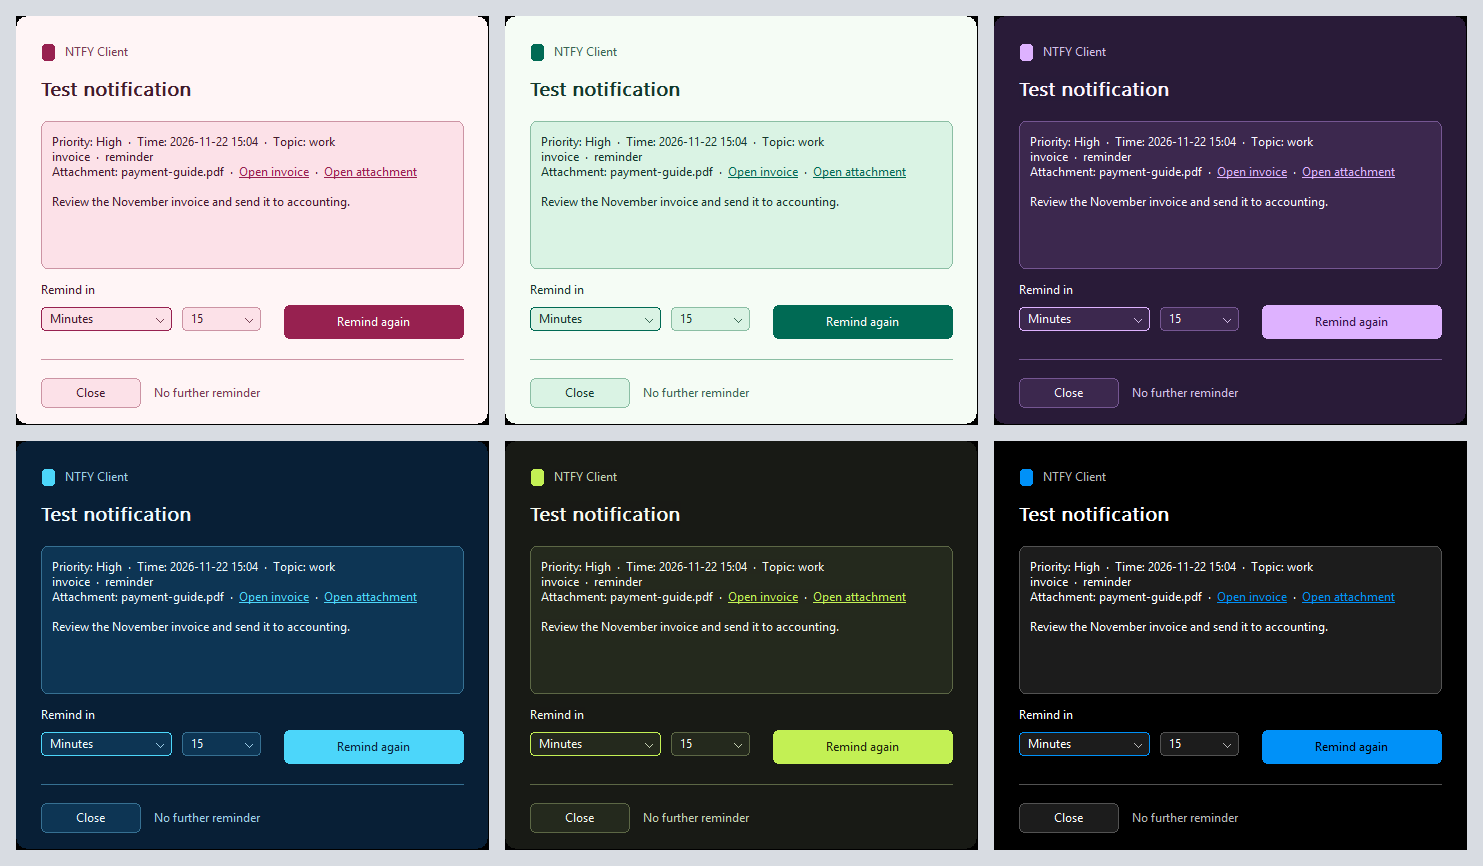 NTFY Client
Test notification
Priority: High · Time: 2026-11-22 15:04 · Topic: work
invoice · reminder
Attachment: payment-guide.pdf · Open invoice · Open attachment
Review the November invoice and send it to accounting.
Remind in
Minutes 15 Remind again
Close No further reminder
NTFY Client
Test notification
Priority: High · Time: 2026-11-22 15:04 · Topic: work
invoice · reminder
Attachment: payment-guide.pdf · Open invoice · Open attachment
Review the November invoice and send it to accounting.
Remind in
Minutes 15 Remind again
Close No further reminder
NTFY Client
Test notification
Priority: High · Time: 2026-11-22 15:04 · Topic: work
invoice · reminder
Attachment: payment-guide.pdf · Open invoice · Open attachment
Review the November invoice and send it to accounting.
Remind in
Minutes 15 Remind again
Close No further reminder
NTFY Client
Test notification
Priority: High · Time: 2026-11-22 15:04 · Topic: work
invoice · reminder
Attachment: payment-guide.pdf · Open invoice · Open attachment
Review the November invoice and send it to accounting.
Remind in
Minutes 15 Remind again
Close No further reminder
NTFY Client
Test notification
Priority: High · Time: 2026-11-22 15:04 · Topic: work
invoice · reminder
Attachment: payment-guide.pdf · Open invoice · Open attachment
Review the November invoice and send it to accounting.
Remind in
Minutes 15 Remind again
Close No further reminder
NTFY Client
Test notification
Priority: High · Time: 2026-11-22 15:04 · Topic: work
invoice · reminder
Attachment: payment-guide.pdf · Open invoice · Open attachment
Review the November invoice and send it to accounting.
Remind in
Minutes 15 Remind again
Close No further reminder